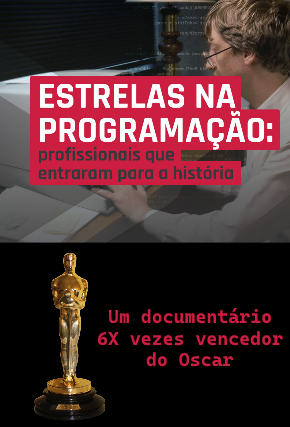 ESTRELAS NA
PROGRAMAÇÃO:
profissionais que
entraram para a história
Um documentário
6X vezes vencedor
do Oscar